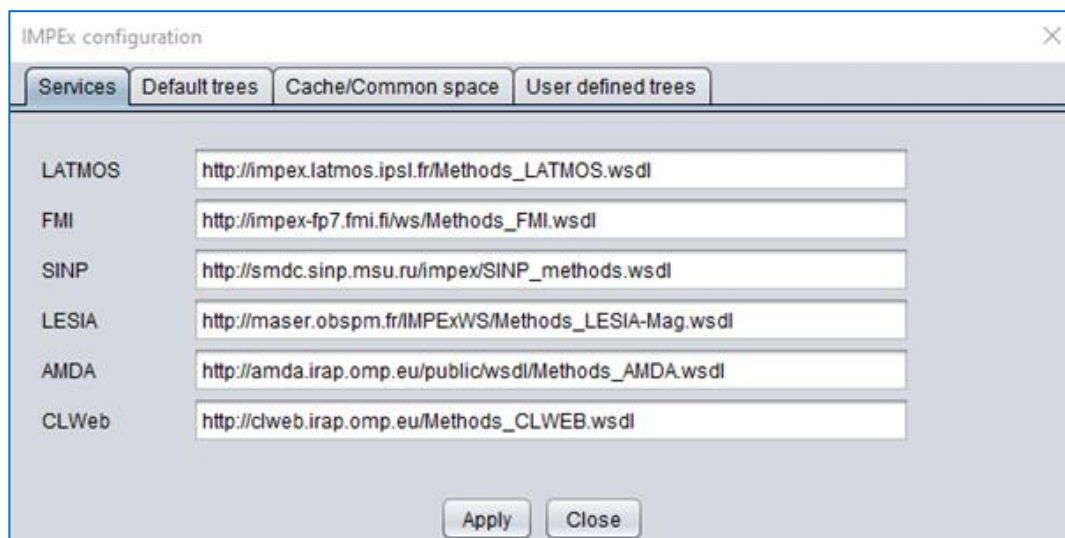 IMPEx configuration
Services Default trees Cache/Common space User defined trees
LATMOS http://impex.latmos.ipsl.fr/Methods_LATMOS.wsdl
FMI http://impex-fp7.fmi.fi/ws/Methods_FMI.wsdl
SINP http://smdc.sinp.msu.ru/impex/SINP_methods.wsdl
LESIA http://maser.obspm.fr/IMPExWS/Methods_LESIA-Mag.wsdl
AMDA http://amda.irap.omp.eu/public/wsdl/Methods_AMDA.wsdl
CLWeb http://clweb.irap.omp.eu/Methods_CLWEB.wsdl
Apply Close